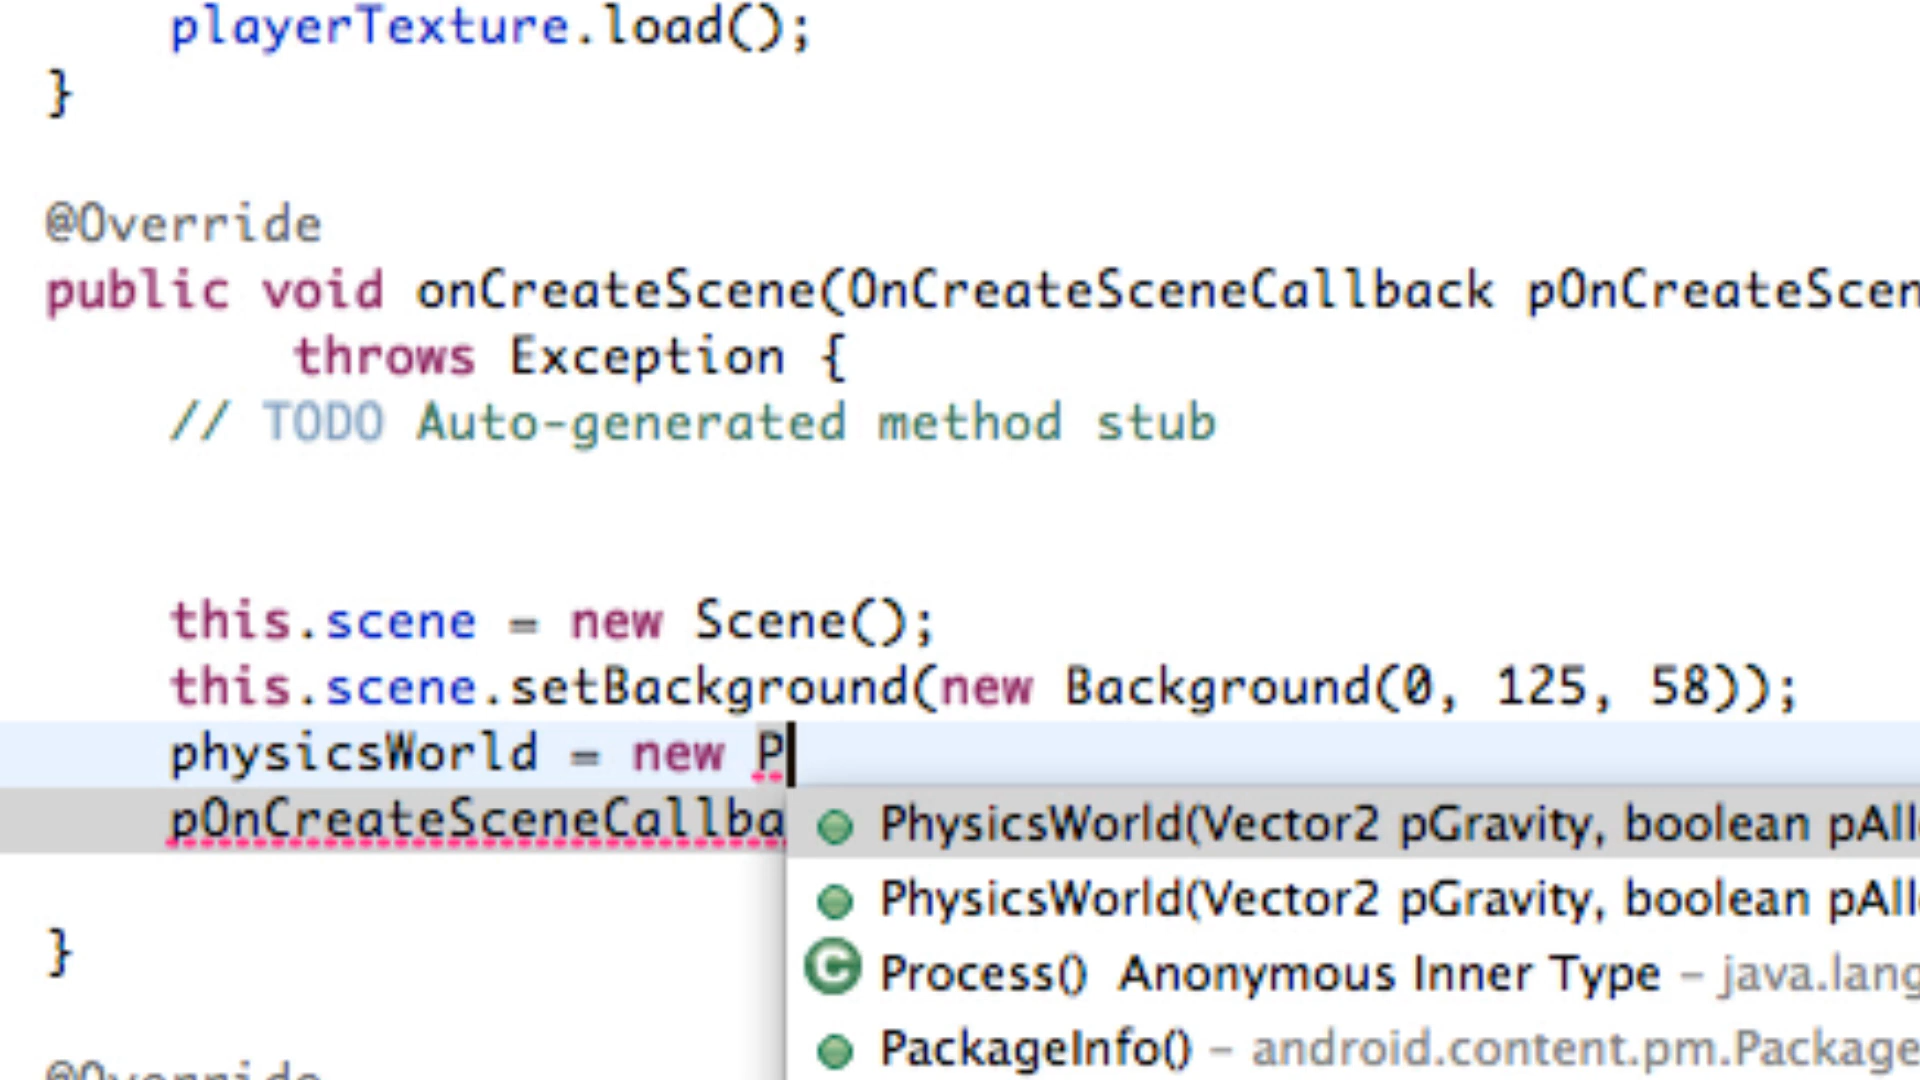 playerTexture.load();
}
@Override
public void onCreateScene(OnCreateSceneCallback pOnCreateScen
throws Exception {
// TODO Auto-generated method stub
this.scene = new Scene();
this.scene.setBackground(new Background(0, 125, 58));
physicsWorld = new P
pOnCreateSceneCallba
PhysicsWorld(Vector2 pGravity, boolean pAll
PhysicsWorld(Vector2 pGravity, boolean pAll
Process() Anonymous Inner Type - java.lang
PackageInfo() - android.content.pm.Package
}
@Override